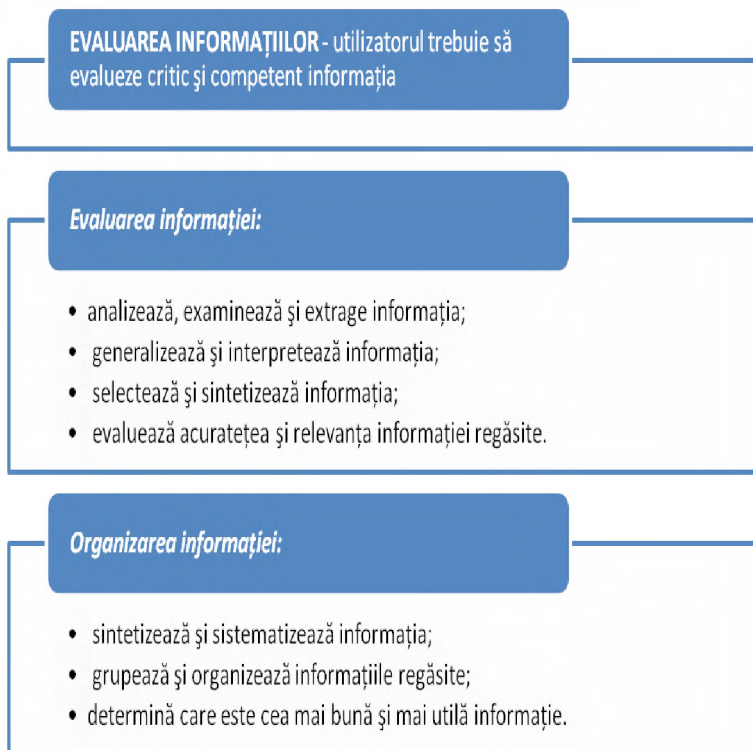 EVALUAREA INFORMAȚIILOR - utilizatorul trebuie să
evalueze critic şi competent informația
Evaluarea informației:
• analizează, examinează şi extrage informația;
• generalizează şi interpretează informația;
• selectează şi sintetizează informația;
• evaluează acuratețea şi relevanța informației regăsite.
Organizarea informației:
• sintetizează şi sistematizează informația;
• grupează şi organizează informațiile regăsite;
• determină care este cea mai bună şi mai utilă informație.